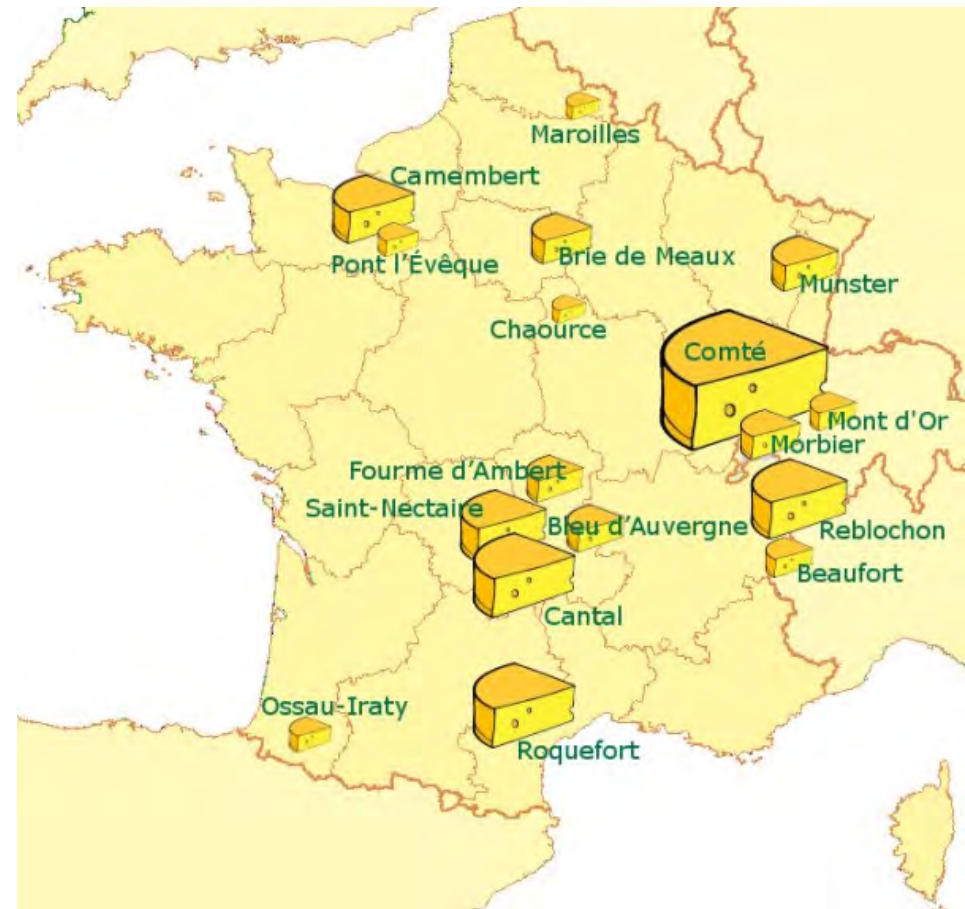 Maroilles
Camembert
Pont l'Évêque
Brie de Meaux
Munster
Chaource
Comté
Mont d'Or
Morbier
Fourme d'Ambert
Saint-Nectaire
Bleu d'Auvergne
Reblochon
Beaufort
Cantal
Ossau-Iraty
Roquefort